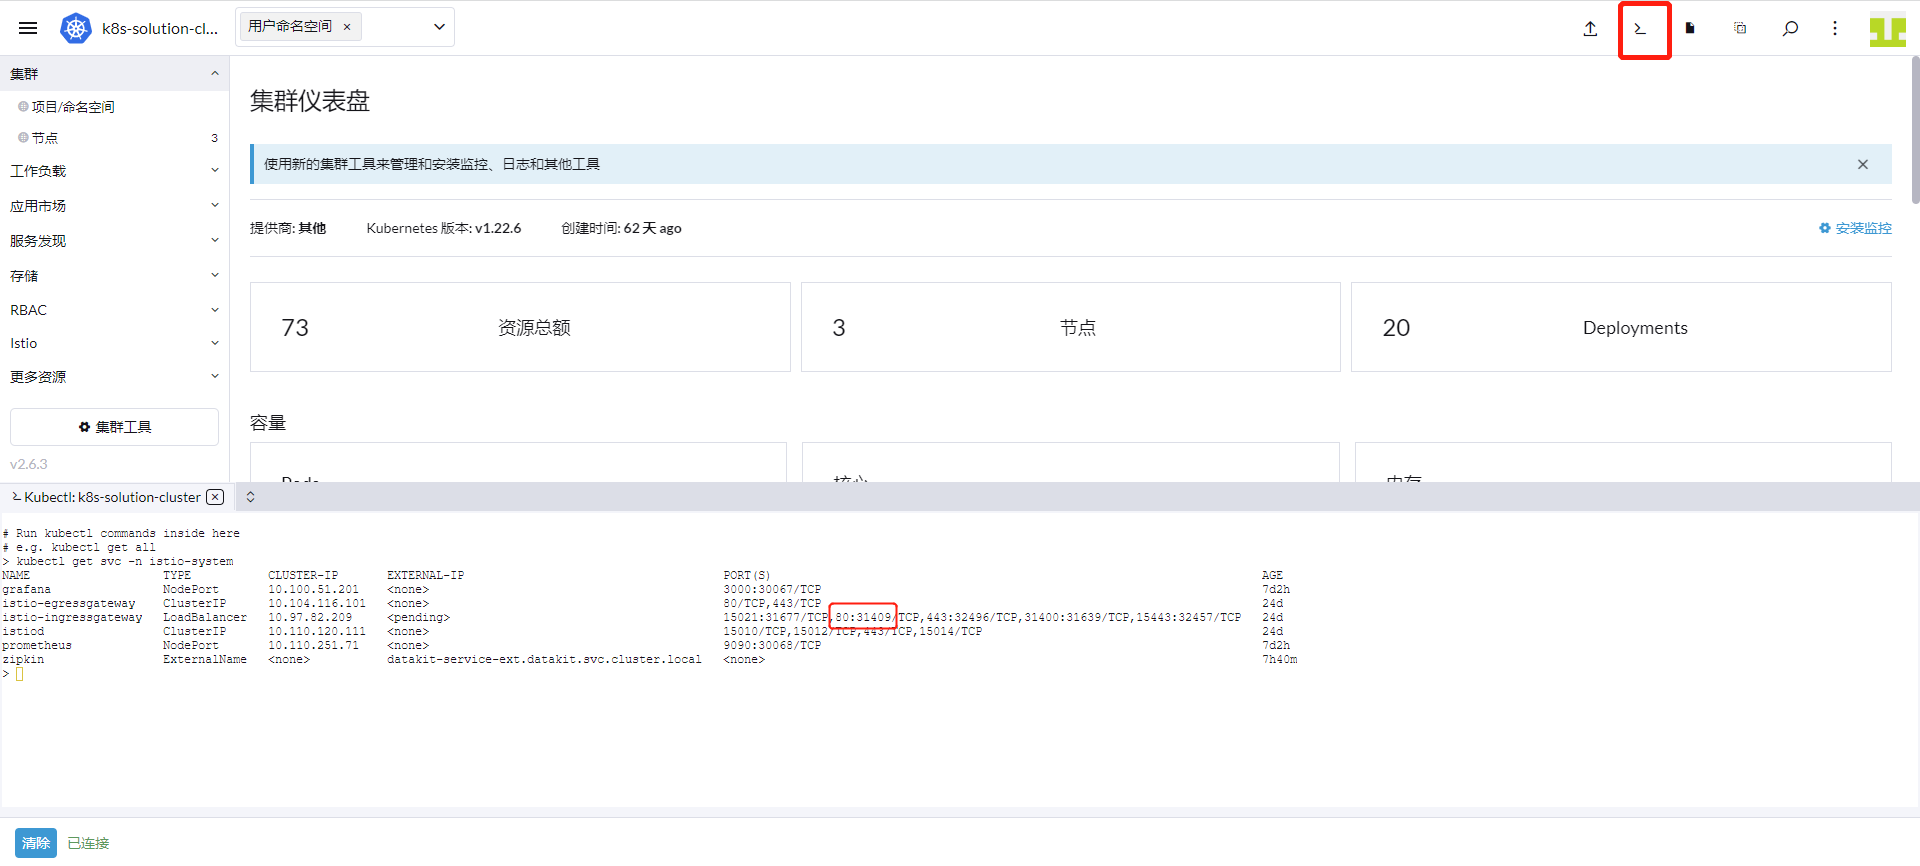 k8s-solution-cl...
用户命名空间 ×
集群
项目/命名空间
节点 3
工作负载
应用市场
服务发现
存储
RBAC
Istio
更多资源
集群工具
v2.6.3
集群仪表盘
使用新的集群工具来管理和安装监控、日志和其他工具
提供商: 其他 Kubernetes 版本: v1.22.6 创建时间: 62 天 ago 安装监控
73 资源总额
3 节点
20 Deployments
容量
Pods 核心 内存
Kubectl: k8s-solution-cluster
# Run kubectl commands inside here
# e.g. kubectl get all
> kubectl get svc -n istio-system
NAME TYPE CLUSTER-IP EXTERNAL-IP PORT(S) AGE
grafana NodePort 10.100.51.201 <none> 3000:30067/TCP 7d2h
istio-egressgateway ClusterIP 10.104.116.101 <none> 80/TCP,443/TCP 24d
istio-ingressgateway LoadBalancer 10.97.82.209 <pending> 15021:31677/TCP,80:31409/TCP,443:32496/TCP,31400:31639/TCP,15443:32457/TCP 24d
istiod ClusterIP 10.110.120.111 <none> 15010/TCP,15012/TCP,443/TCP,15014/TCP 24d
prometheus NodePort 10.110.251.71 <none> 9090:30068/TCP 7d2h
zipkin ExternalName <none> datakit-service-ext.datakit.svc.cluster.local <none> 7h40m
>
清除 已连接